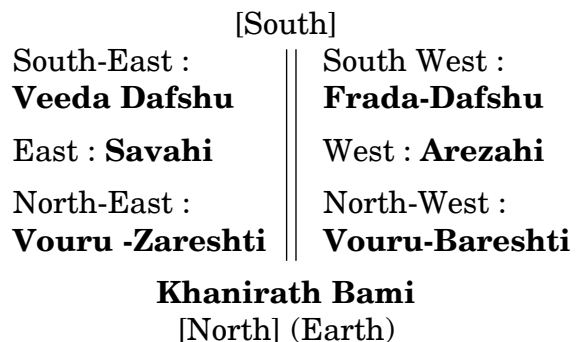 [South]
South-East :
Veeda Dafshu
East : Savahi
North-East :
Vouru -Zareshti
South West :
Frada-Dafshu
West : Arezahi
North-West :
Vouru-Bareshti
Khanirath Bami
[North] (Earth)